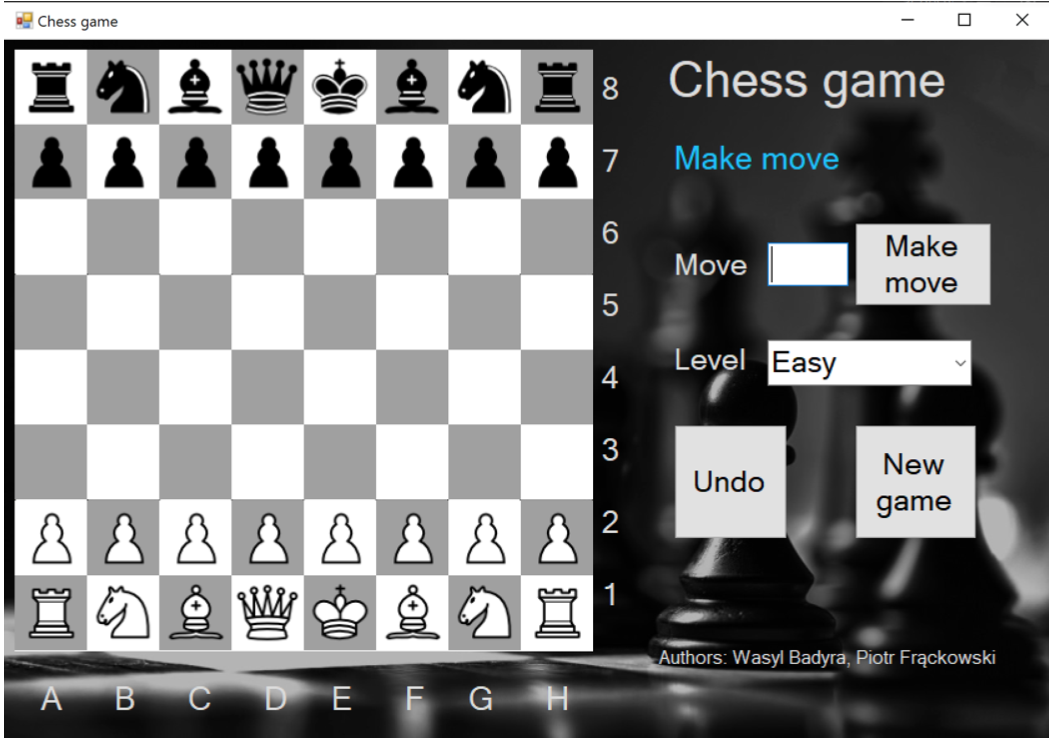 Chess game
8
Chess game
7
Make move
6
Move
Make
move
5
Level
Easy
4
3
Undo
New
game
2
1
Authors: Wasyl Badyra, Piotr Frąckowski
A B C D E F G H